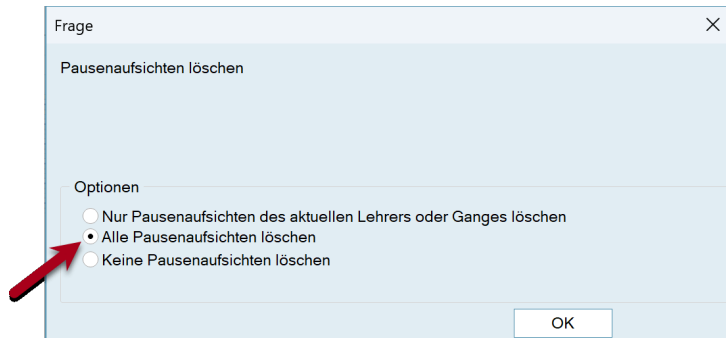 Frage
Pausenaufsichten löschen
Optionen
Nur Pausenaufsichten des aktuellen Lehrers oder Ganges löschen
Alle Pausenaufsichten löschen
Keine Pausenaufsichten löschen
OK